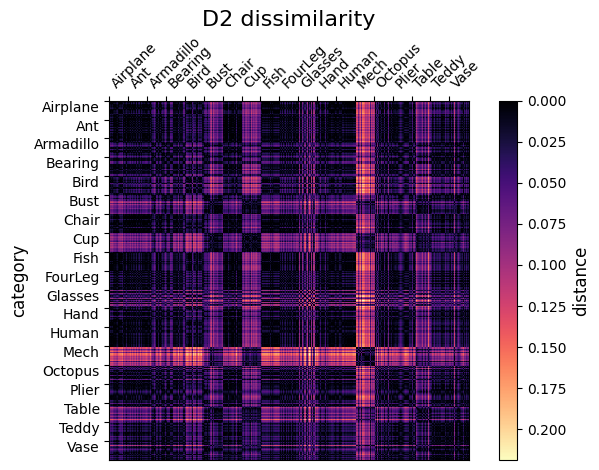 D2 dissimilarity
Airplane
Ant
Armadillo
Bearing
Bird
Bust
Chair
Cup
Fish
FourLeg
Glasses
Hand
Human
Mech
Octopus
Plier
Table
Teddy
Vase
category
Airplane
Ant
Armadillo
Bearing
Bird
Bust
Chair
Cup
Fish
FourLeg
Glasses
Hand
Human
Mech
Octopus
Plier
Table
Teddy
Vase
0.000
0.025
0.050
0.075
0.100
0.125
0.150
0.175
0.200
distance